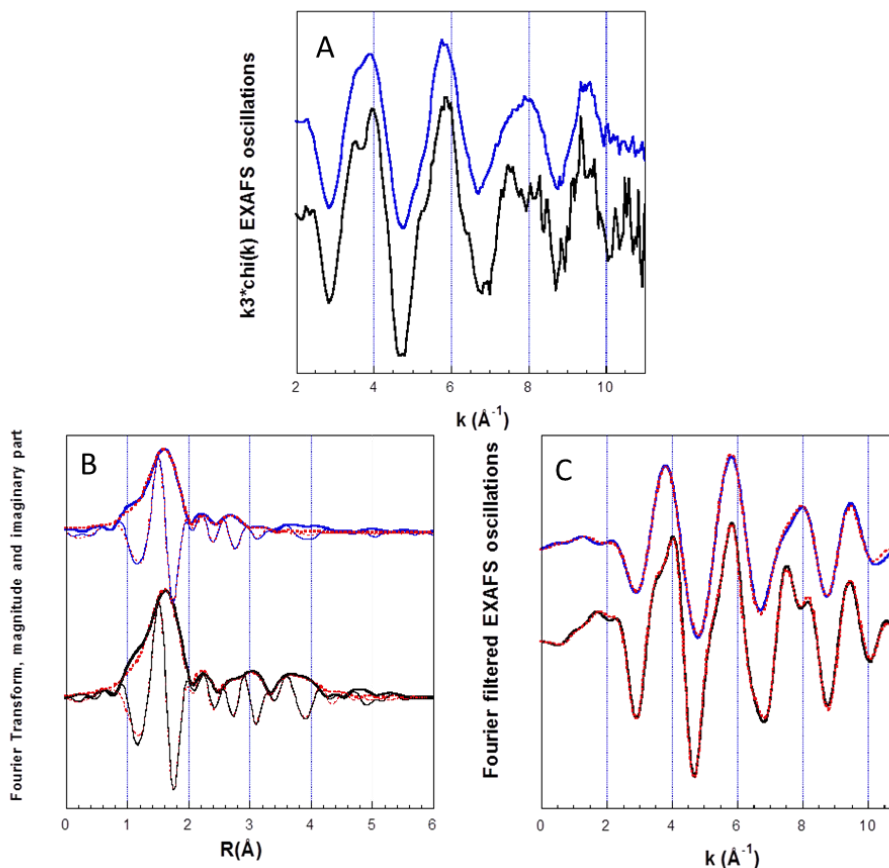 A
k3*chi(k) EXAFS oscillations
2 4 6 8 10
k (Å-1)
B
Fourier Transform, magnitude and imaginary part
0 1 2 3 4 5 6
R(Å)
C
Fourier filtered EXAFS oscillations
0 2 4 6 8 10
k (Å-1)